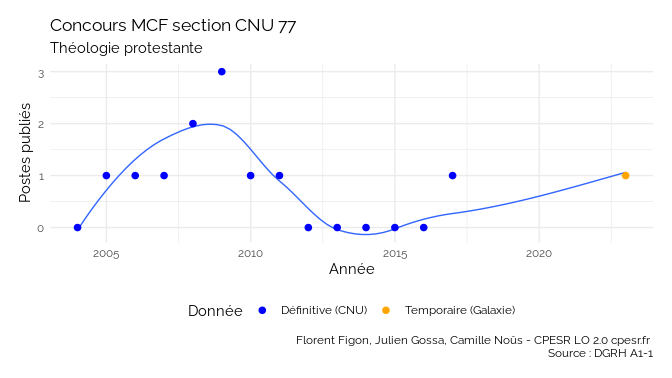 Concours MCF section CNU 77
Théologie protestante
Postes publiés
3
2
1
0
2005 2010 2015 2020
Année
Donnée Définitive (CNU) Temporaire (Galaxie)
Florent Figon, Julien Gossa, Camille Noûs - CPESR LO 2.0 cpesr.fr
Source : DGRH A1-1